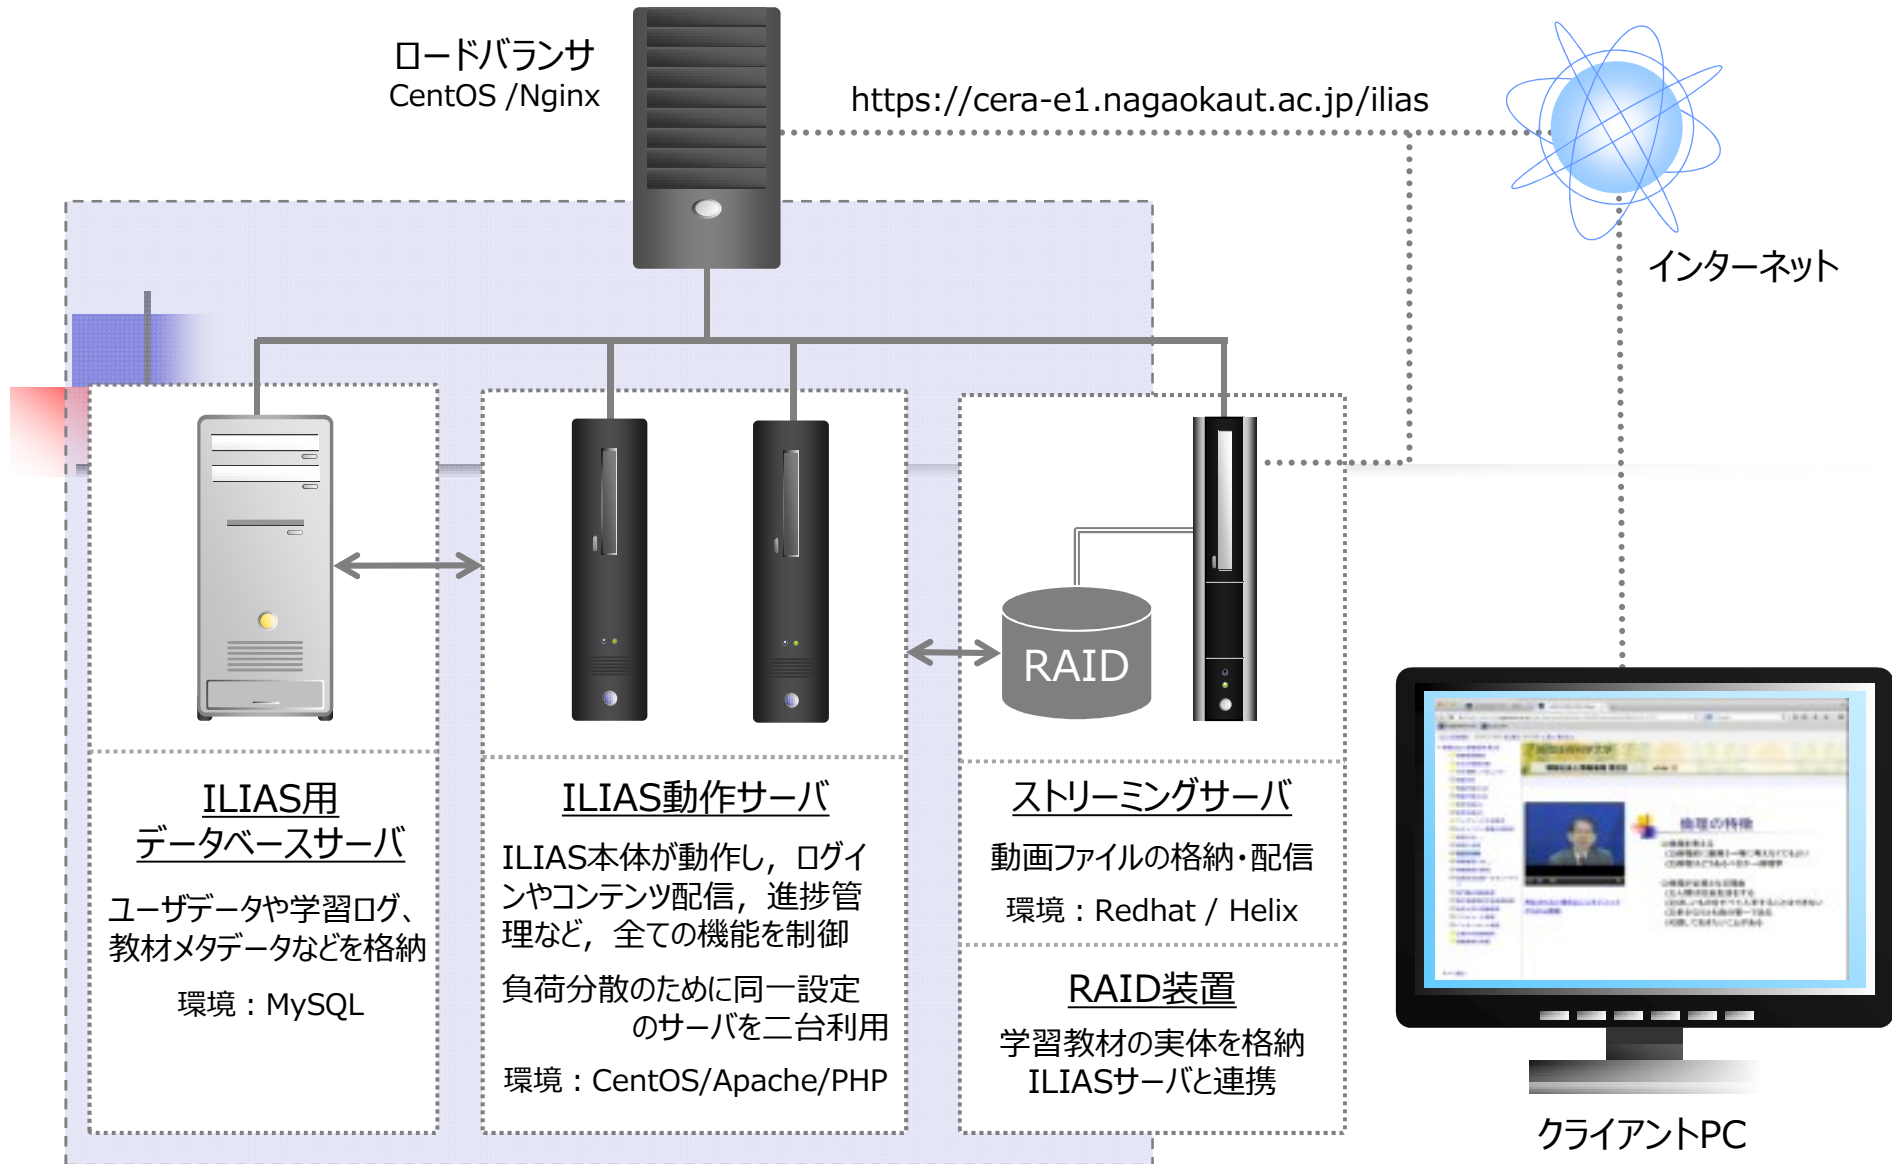 ロードバランサ
CentOS /Nginx
https://cera-e1.nagaokaut.ac.jp/ilias
インターネット
ILIAS用
データベースサーバ
ユーザデータや学習ログ、
教材メタデータなどを格納
環境：MySQL
ILIAS動作サーバ
ILIAS本体が動作し，ログイ
ンやコンテンツ配信，進捗管
理など，全ての機能を制御
負荷分散のために同一設定
のサーバを二台利用
環境：CentOS/Apache/PHP
RAID
ストリーミングサーバ
動画ファイルの格納・配信
環境：Redhat / Helix
RAID装置
学習教材の実体を格納
ILIASサーバと連携
倫理の特徴
クライアントPC